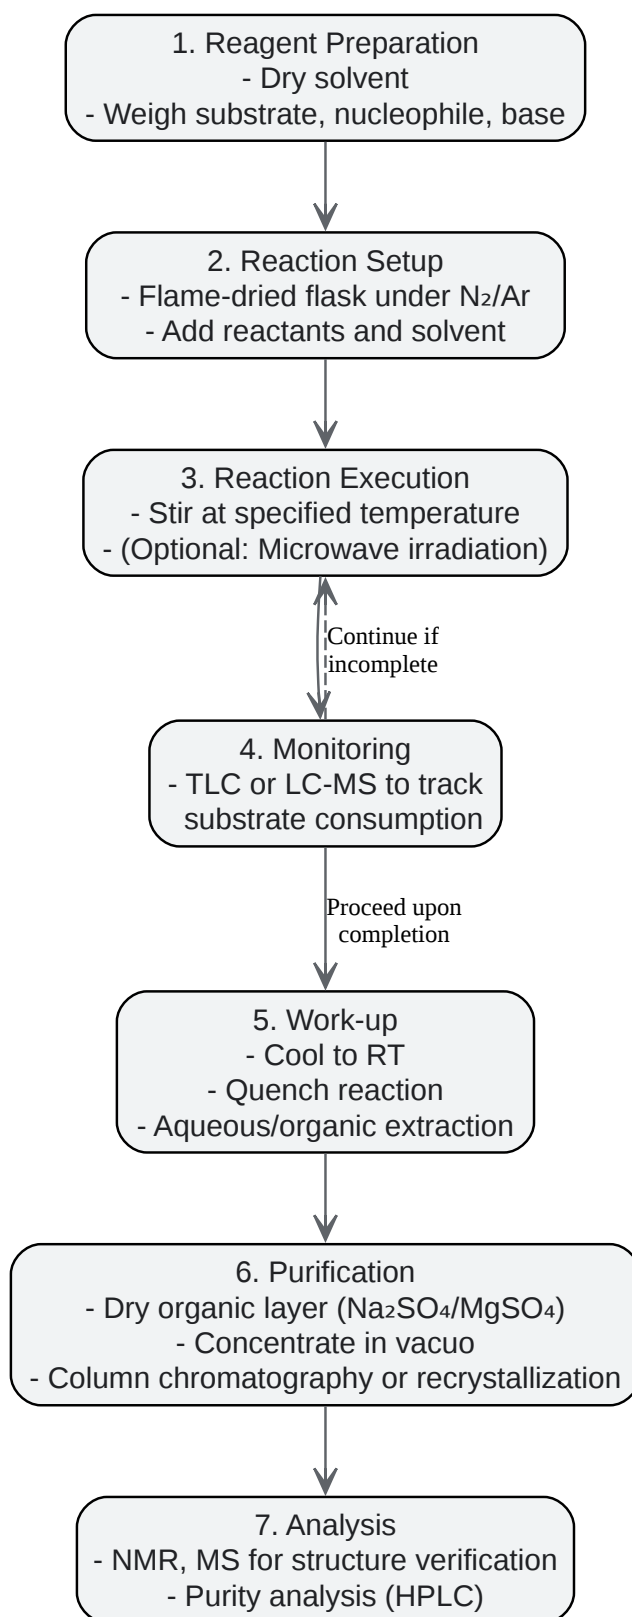 1. Reagent Preparation
- Dry solvent
- Weigh substrate, nucleophile, base
2. Reaction Setup
- Flame-dried flask under N₂/Ar
- Add reactants and solvent
3. Reaction Execution
- Stir at specified temperature
- (Optional: Microwave irradiation)
Continue if
incomplete
4. Monitoring
- TLC or LC-MS to track
substrate consumption
Proceed upon
completion
5. Work-up
- Cool to RT
- Quench reaction
- Aqueous/organic extraction
6. Purification
- Dry organic layer (Na₂SO₄/MgSO₄)
- Concentrate in vacuo
- Column chromatography or recrystallization
7. Analysis
- NMR, MS for structure verification
- Purity analysis (HPLC)